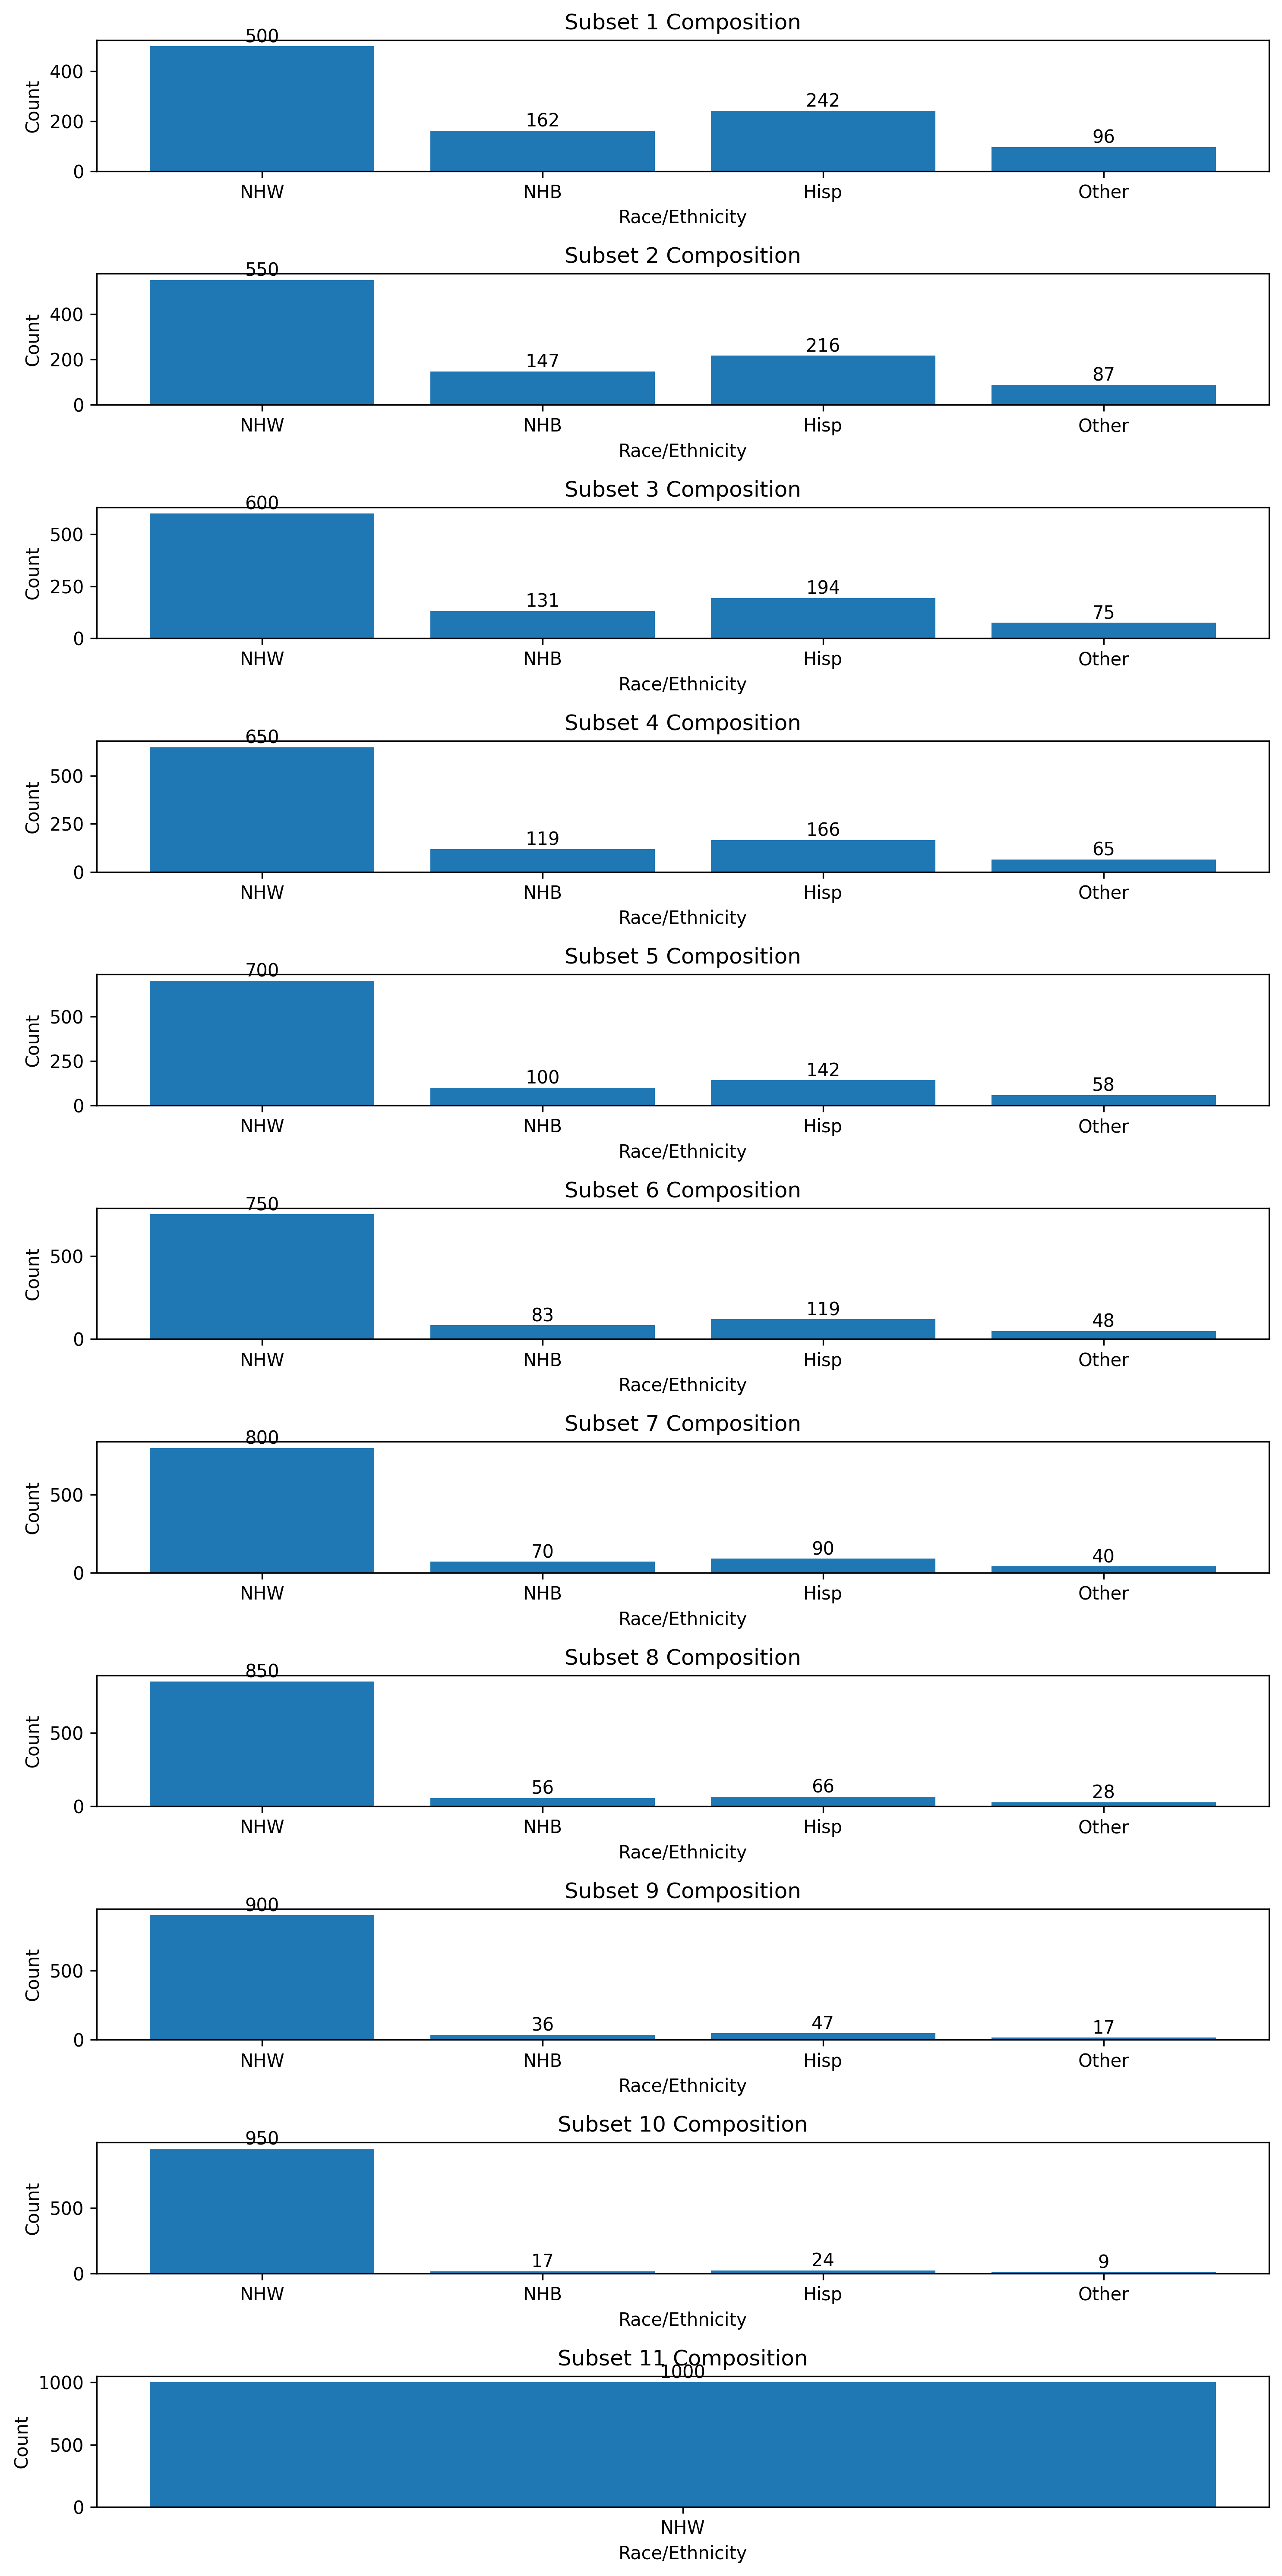 Subset 1 Composition
500
162
242
96
400
200
0
Count
NHW NHB Hisp Other
Race/Ethnicity
Subset 2 Composition
550
147
216
87
400
200
0
Count
NHW NHB Hisp Other
Race/Ethnicity
Subset 3 Composition
600
131
194
75
500
250
0
Count
NHW NHB Hisp Other
Race/Ethnicity
Subset 4 Composition
650
119
166
65
500
250
0
Count
NHW NHB Hisp Other
Race/Ethnicity
Subset 5 Composition
700
100
142
58
500
250
0
Count
NHW NHB Hisp Other
Race/Ethnicity
Subset 6 Composition
750
83
119
48
500
0
Count
NHW NHB Hisp Other
Race/Ethnicity
Subset 7 Composition
800
70
90
40
500
0
Count
NHW NHB Hisp Other
Race/Ethnicity
Subset 8 Composition
850
56
66
28
500
0
Count
NHW NHB Hisp Other
Race/Ethnicity
Subset 9 Composition
900
36
47
17
500
0
Count
NHW NHB Hisp Other
Race/Ethnicity
Subset 10 Composition
950
17
24
9
500
0
Count
NHW NHB Hisp Other
Race/Ethnicity
Subset 11 Composition
1000
1000
500
0
Count
NHW
Race/Ethnicity